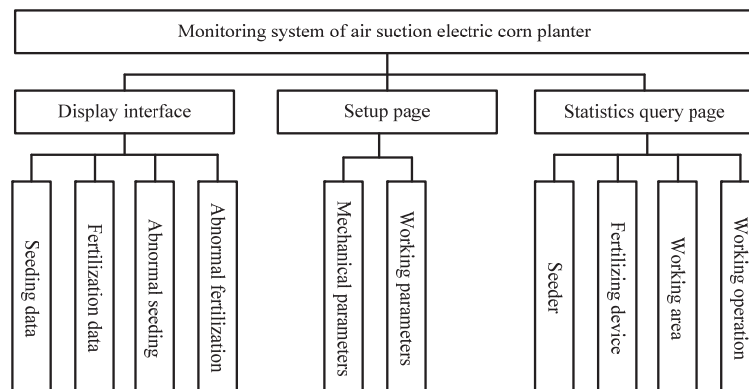 Monitoring system of air suction electric corn planter
Display interface
Setup page
Statistics query page
Seeding data
Fertilization data
Abnormal seeding
Abnormal fertilization
Mechanical parameters
Working parameters
Seeder
Fertilizing device
Working area
Working operation